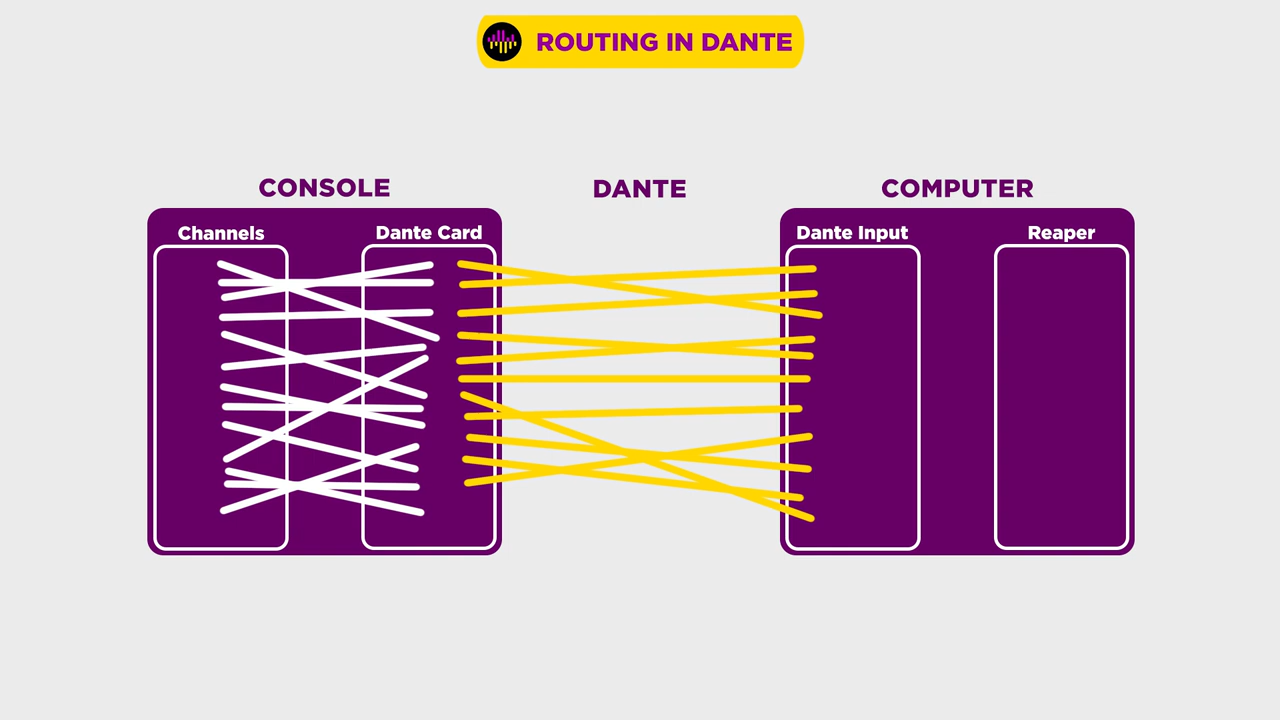 ROUTING IN DANTE
CONSOLE
DANTE
COMPUTER
Channels
Dante Card
Dante Input
Reaper